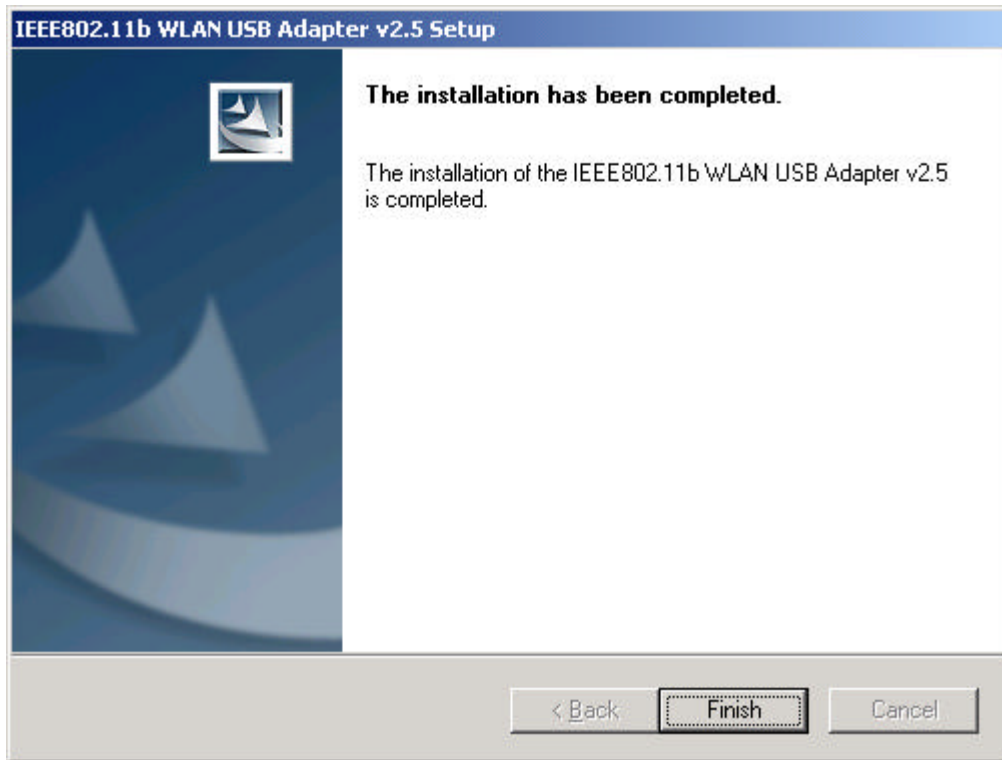 IEEE802.11b WLAN USB Adapter v2.5 Setup
The installation has been completed.
The installation of the IEEE802.11b WLAN USB Adapter v2.5
is completed.
< Back Finish Cancel